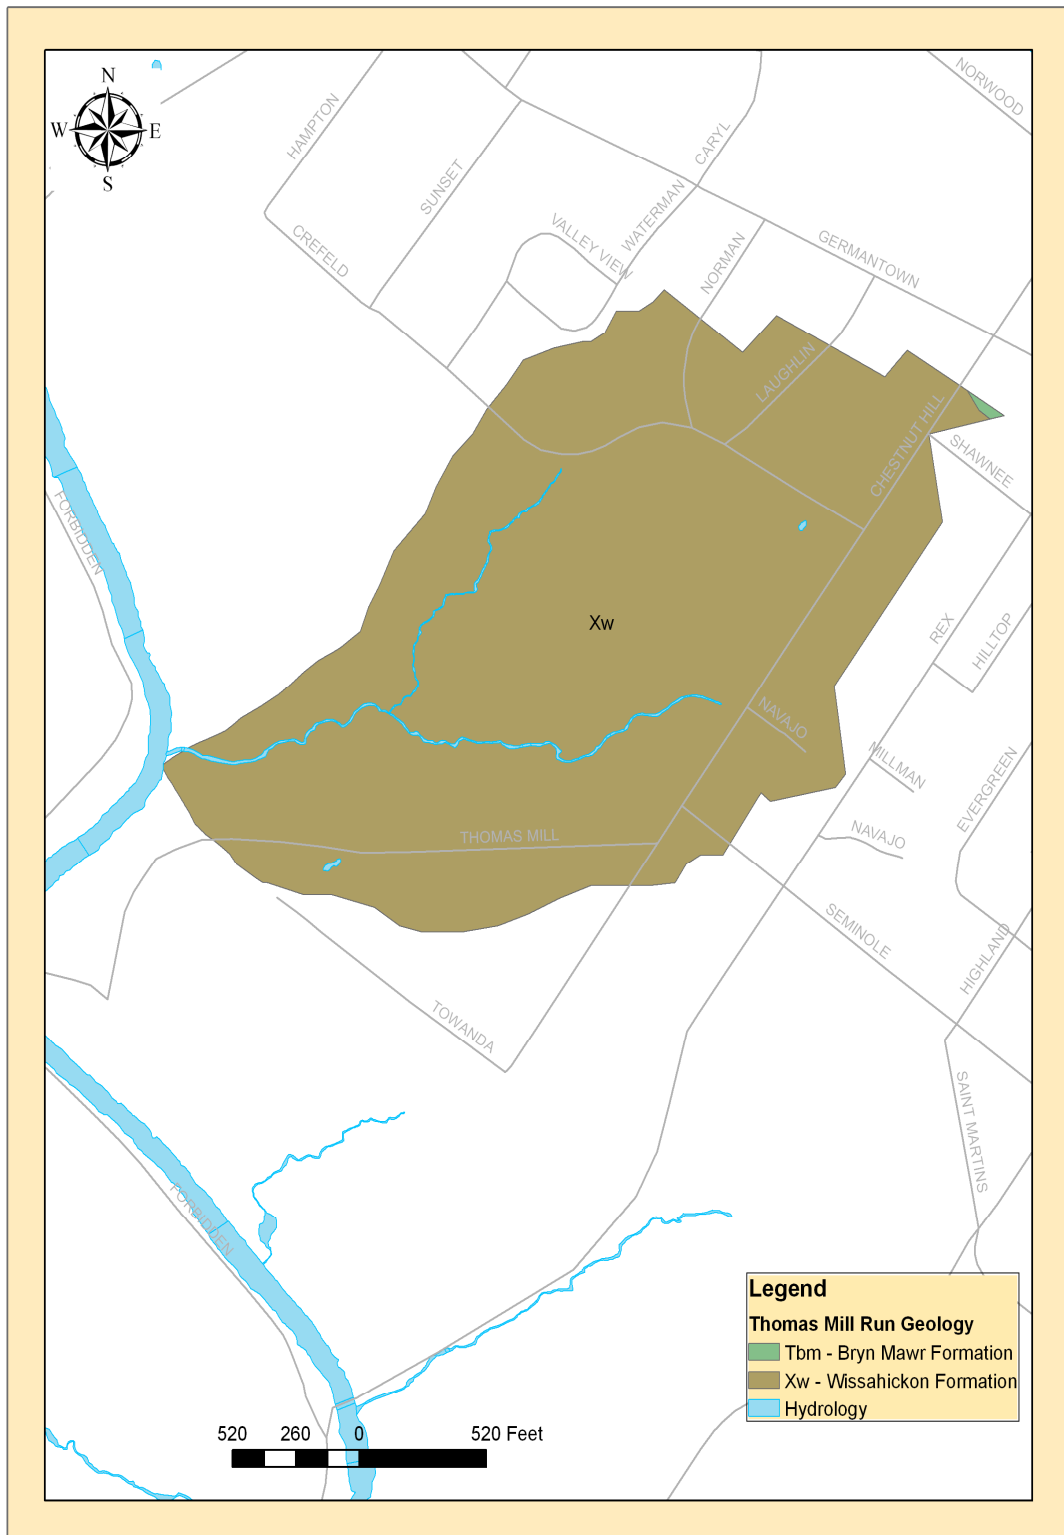 N
W E
S
NORWOOD
HAMPTON
CARYL
SUNSET
WATERMAN
VALLEY VIEW
CREFELD
NORMAN
GERMANTOWN
LAUGHLIN
CHESTNUT HILL
SHAWNEE
FORBIDDEN
Xw
REX
HILLTOP
NAVAJO
MILLMAN
EVERGREEN
THOMAS MILL
NAVAJO
SEMINOLE
HIGHLAND
TOWANDA
SAINT MARTINS
FORBIDDEN
Legend
Thomas Mill Run Geology
Tbm - Bryn Mawr Formation
Xw - Wissahickon Formation
Hydrology
520 260 0 520 Feet